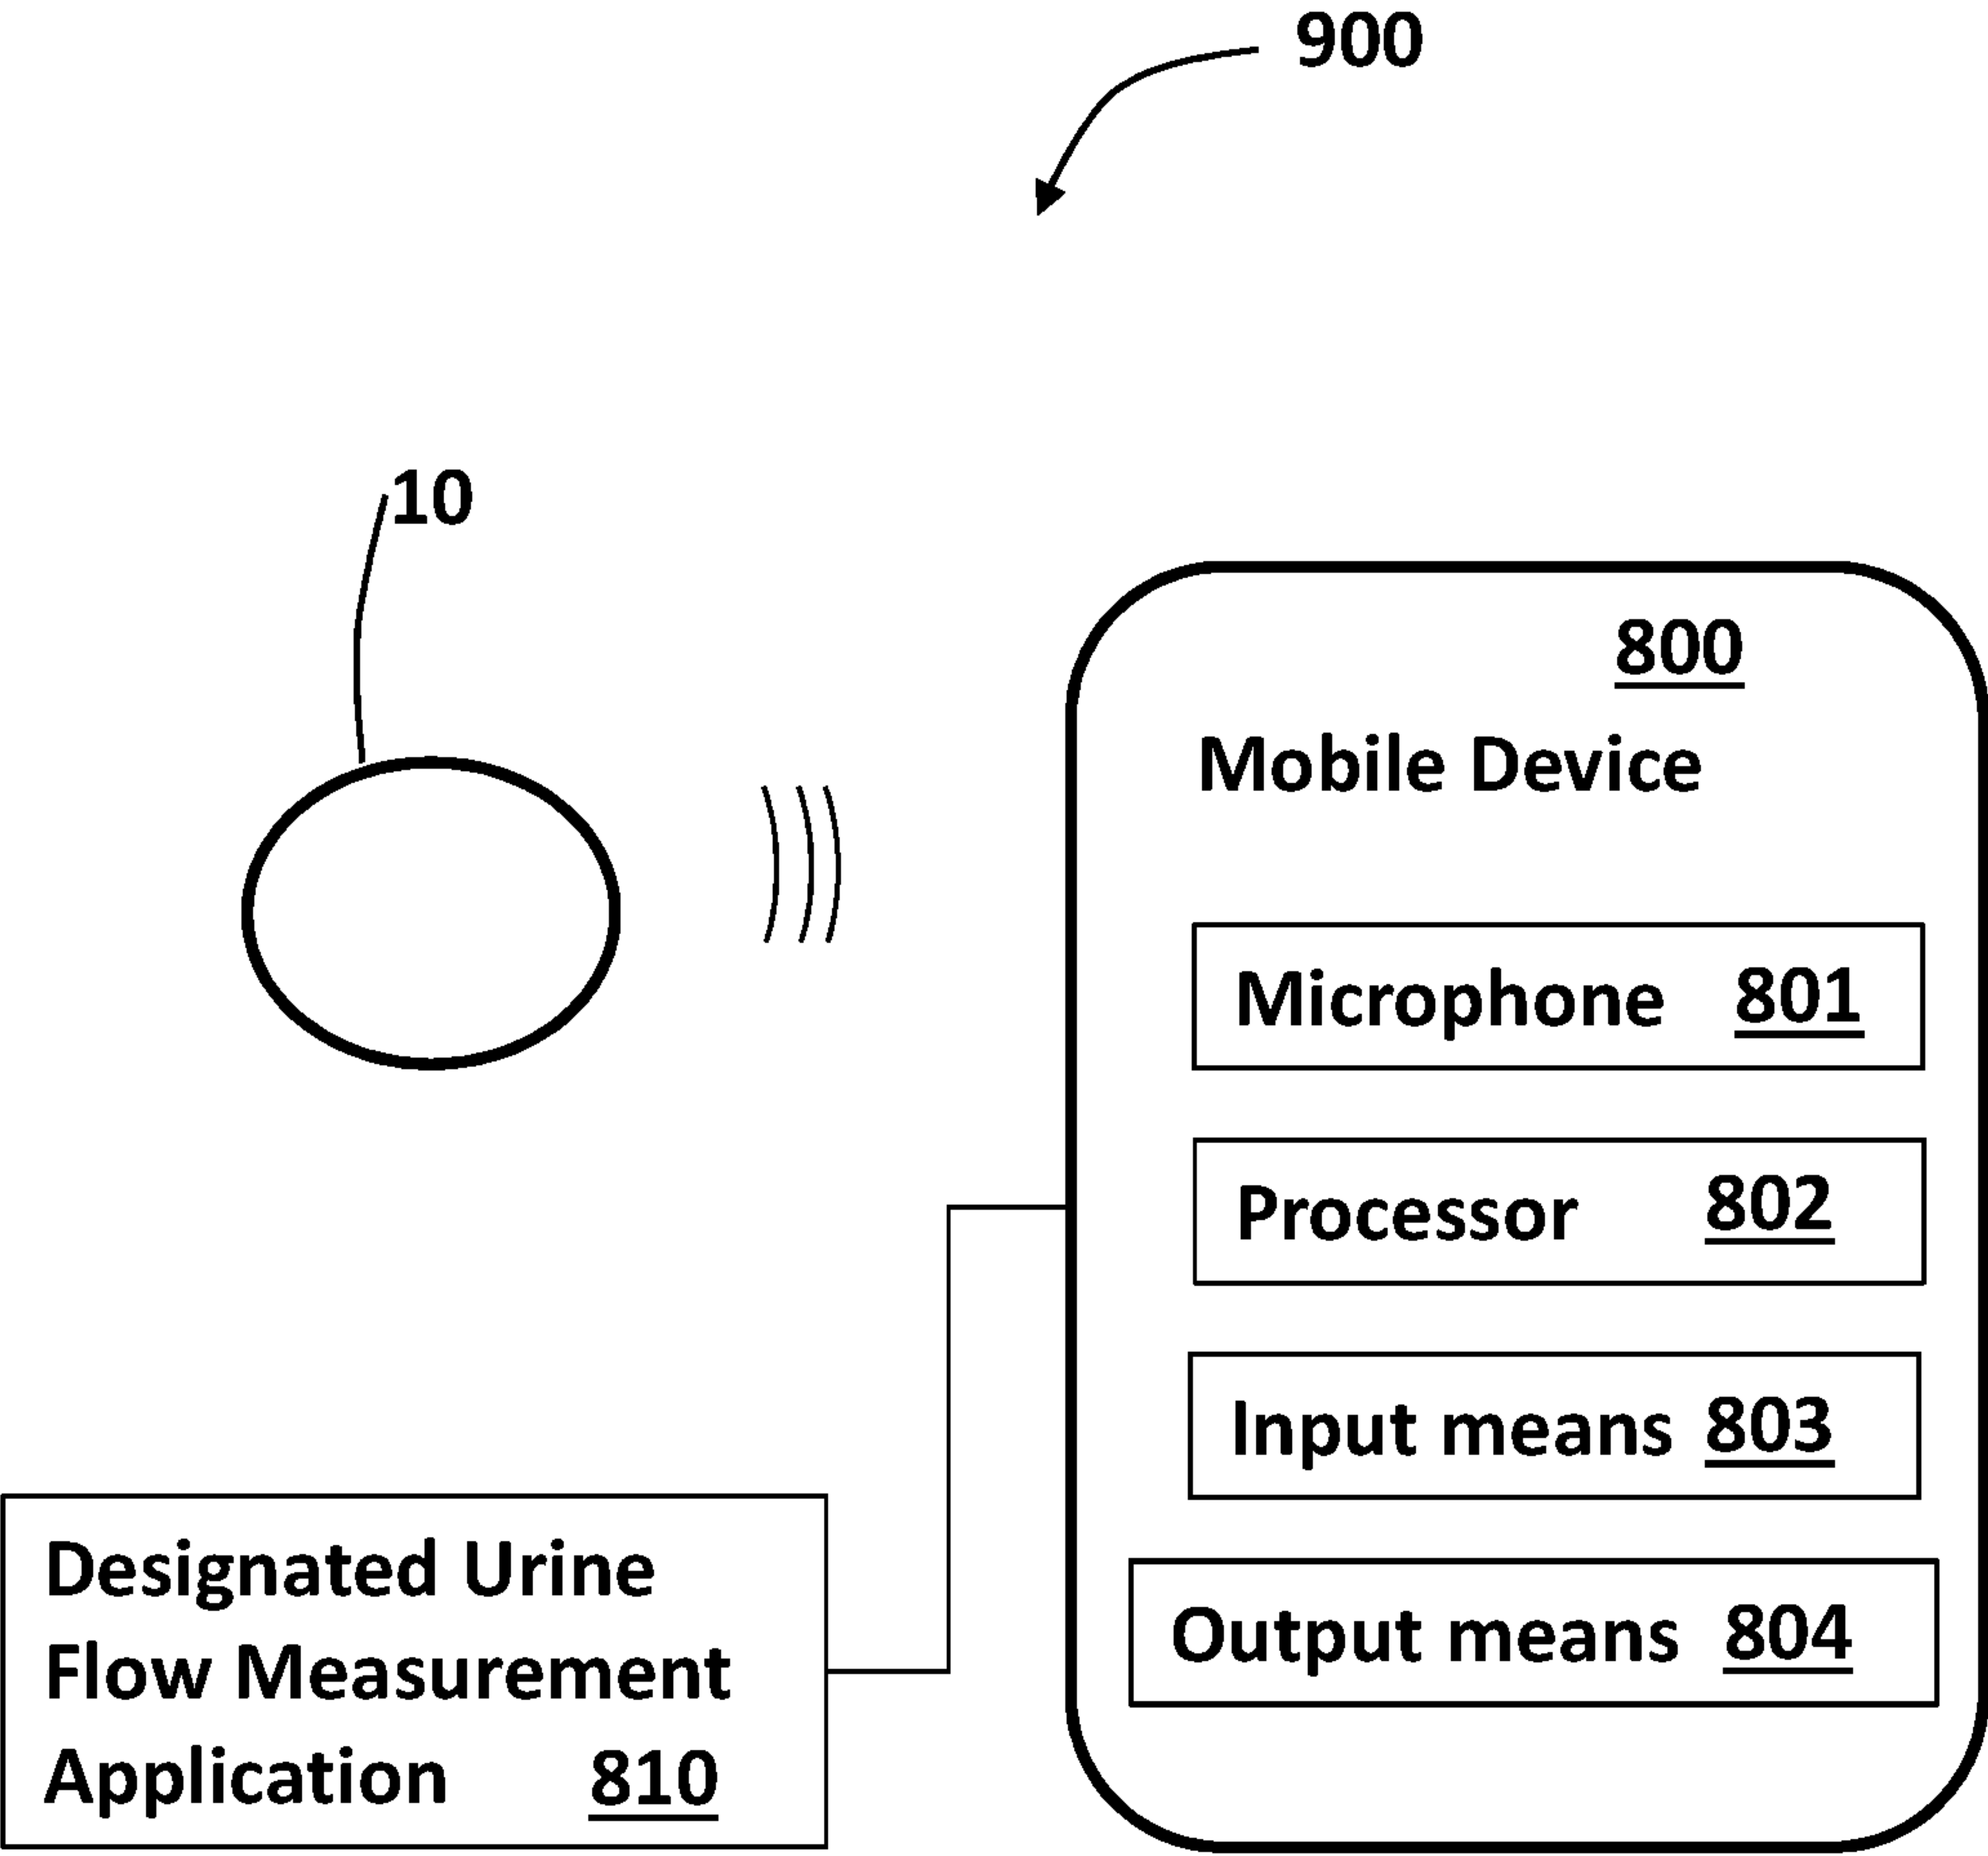 900
10
800
Mobile Device
Microphone 801
Processor 802
Input means 803
Output means 804
Designated Urine
Flow Measurement
Application 810